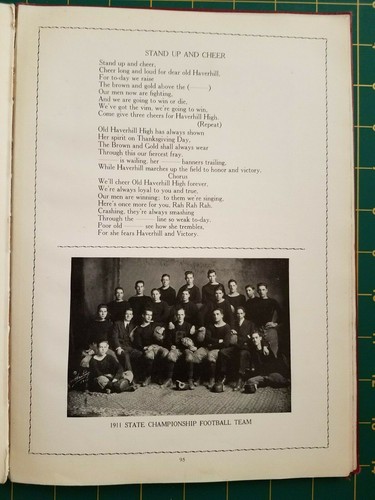 STAND UP AND CHEER
Stand up and cheer,
Cheer long and loud for dear old Haverhill,
For to-day we raise
The brown and gold above the (———)
Our men now are fighting,
And we are going to win or die,
We've got the vim, we're going to win,
Come give three cheers for Haverhill High.
(Repeat)
Old Haverhill High has always shown
Her spirit on Thanksgiving Day,
The Brown and Gold shall always wear
Through this our fiercest fray.
——— is wailing, her ——— banners trailing,
While Haverhill marches up the field to honor and victory.
Chorus
We'll cheer Old Haverhill High forever,
We're always loyal to you and true,
Our men are winning; to them we're singing,
Here's once more for you, Rah Rah Rah.
Crashing, they're always smashing
Through the ——— line so weak to-day.
Poor old ——— see how she trembles,
For she fears Haverhill and Victory.
1911 STATE CHAMPIONSHIP FOOTBALL TEAM
95